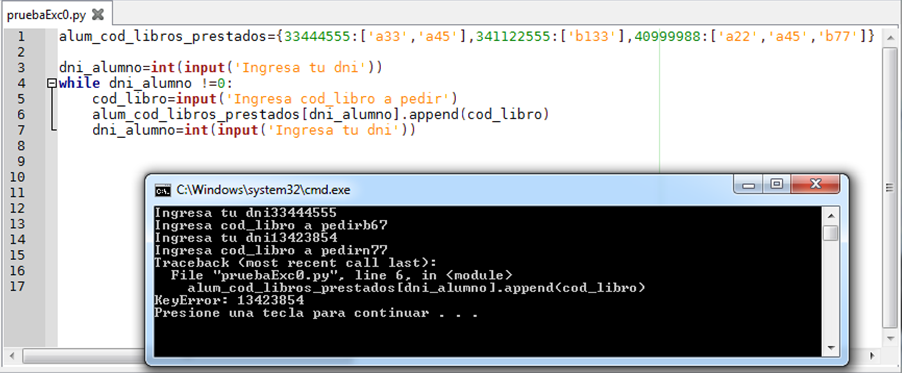 pruebaExc0.py
1 alum_cod_libros_prestados={33444555:['a33','a45'],341122555:['b133'],40999988:['a22','a45','b77']}
2
3 dni_alumno=int(input('Ingresa tu dni'))
4 while dni_alumno !=0:
5     cod_libro=input('Ingresa cod_libro a pedir')
6     alum_cod_libros_prestados[dni_alumno].append(cod_libro)
7     dni_alumno=int(input('Ingresa tu dni'))
8
9
10
11
12
13
14
15
16
17
C:\Windows\system32\cmd.exe
Ingresa tu dni33444555
Ingresa cod_libro a pedirb67
Ingresa tu dni13423854
Ingresa cod_libro a pedirn77
Traceback (most recent call last):
  File "pruebaExc0.py", line 6, in <module>
    alum_cod_libros_prestados[dni_alumno].append(cod_libro)
KeyError: 13423854
Presione una tecla para continuar . . .